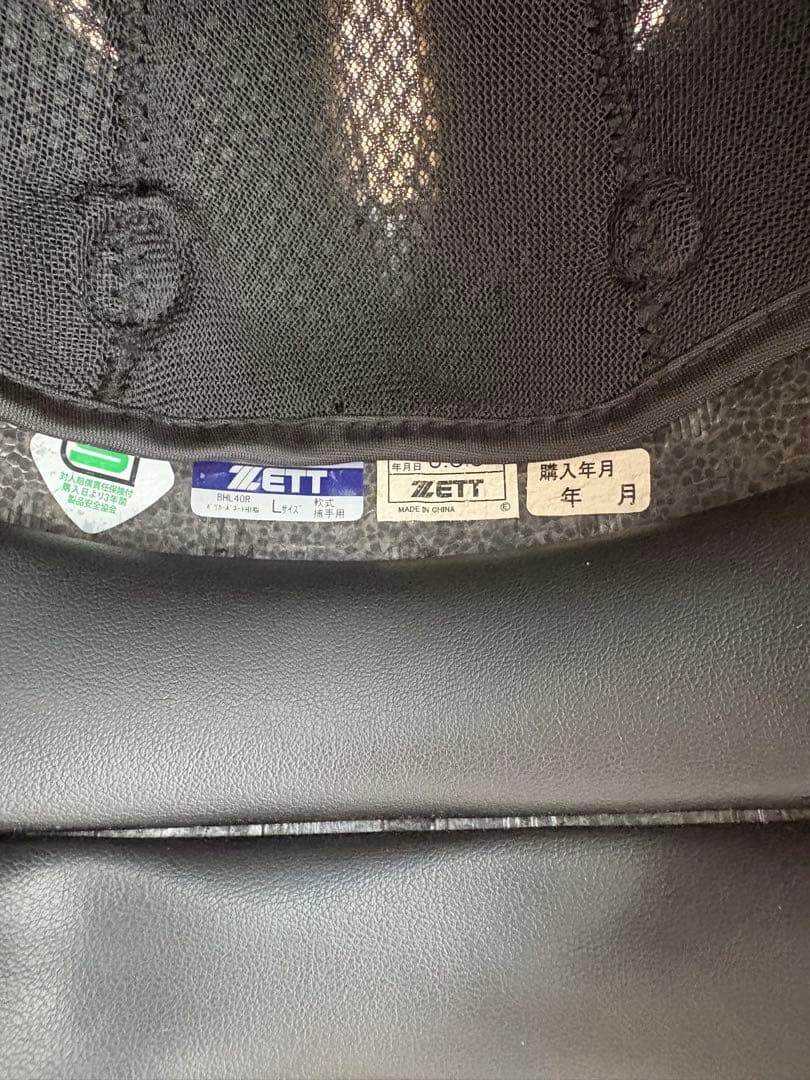 対人賠償責任保険付
購入日より3年間
製品安全協会
ZETT
BHL40R
Lサイズ
軟式
捕手用
年月日
ZETT
MADE IN CHINA
購入年月
年 月